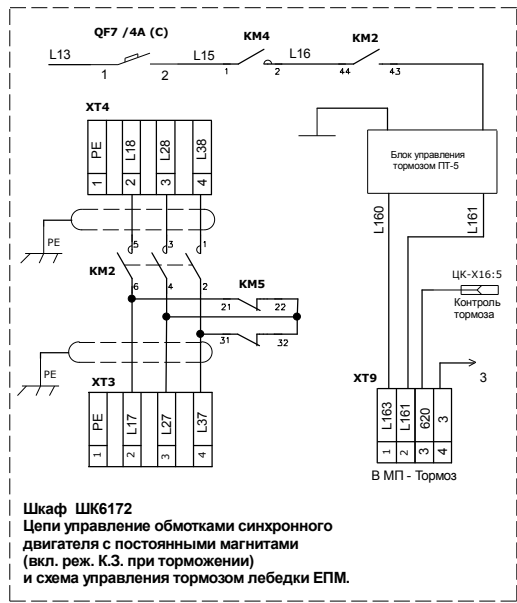 QF7 /4A (C)
KM4
KM2
L13
L15
L16
1
2
1
2
44
43
XT4
PE
L18
L28
L38
1
2
3
4
Блок управления
тормозом ПТ-5
PE
L160
L161
5
3
1
KM2
6
4
2
KM5
21
22
31
32
ЦК-Х16:5
Контроль
тормоза
PE
XT3
XT9
3
PE
L17
L27
L37
1
2
3
4
L163
L161
620
3
1
2
3
4
В МП - Тормоз
Шкаф ШК6172
Цепи управление обмотками синхронного
двигателя с постоянными магнитами
(вкл. реж. К.З. при торможении)
и схема управления тормозом лебедки ЕПМ.